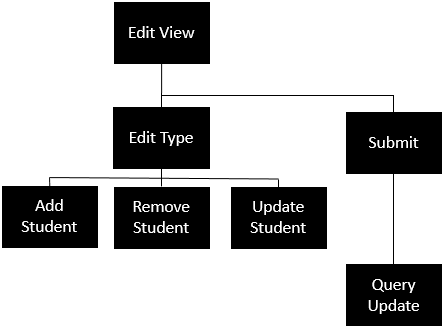 Edit View
Edit Type
Submit
Add
Student
Remove
Student
Update
Student
Query
Update